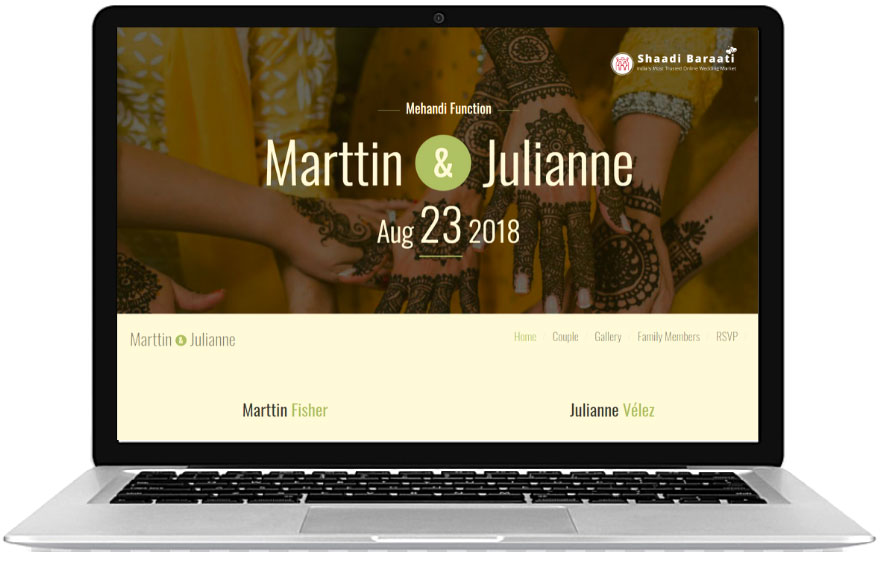 Shaadi Baraati
India's Most Trusted Online Wedding Market
Mehandi Function
Marttin & Julianne
Aug 23 2018
Marttin & Julianne
Home / Couple / Gallery / Family Members / RSVP
Marttin Fisher
Julianne Vélez